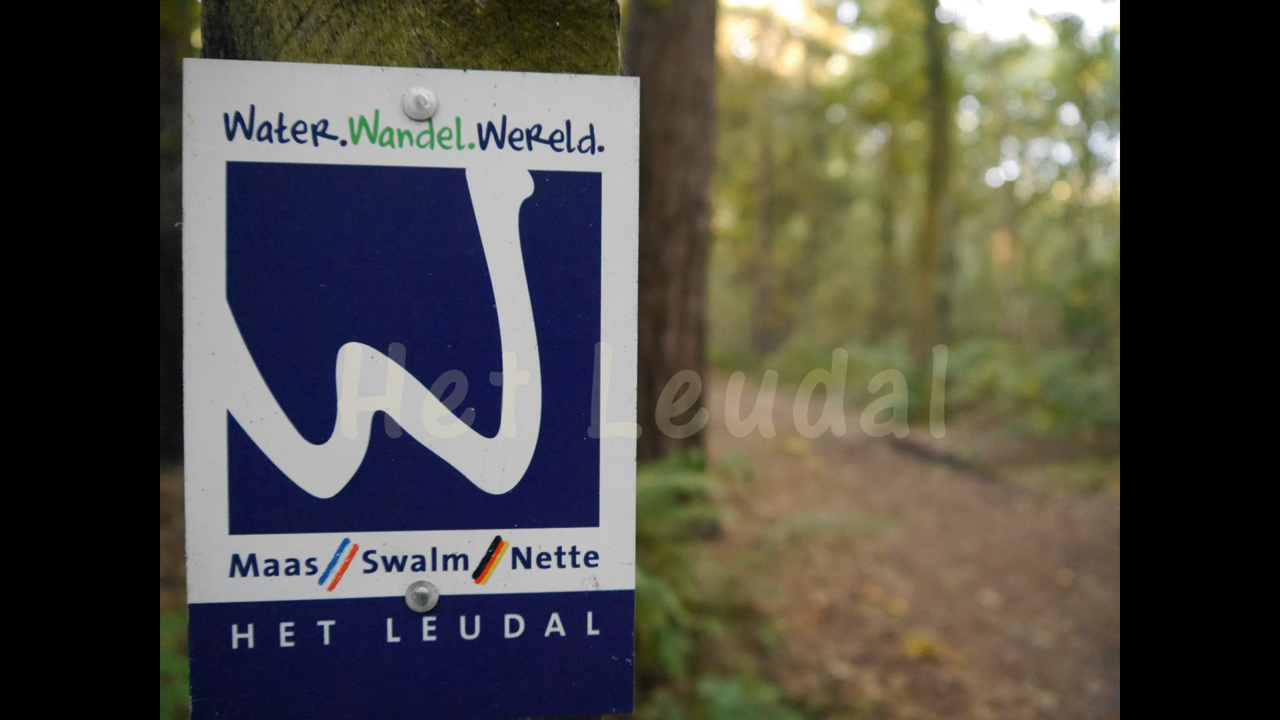 Water.Wandel.Wereld.
Het Leudal
Maas//Swalm//Nette
HET LEUDAL